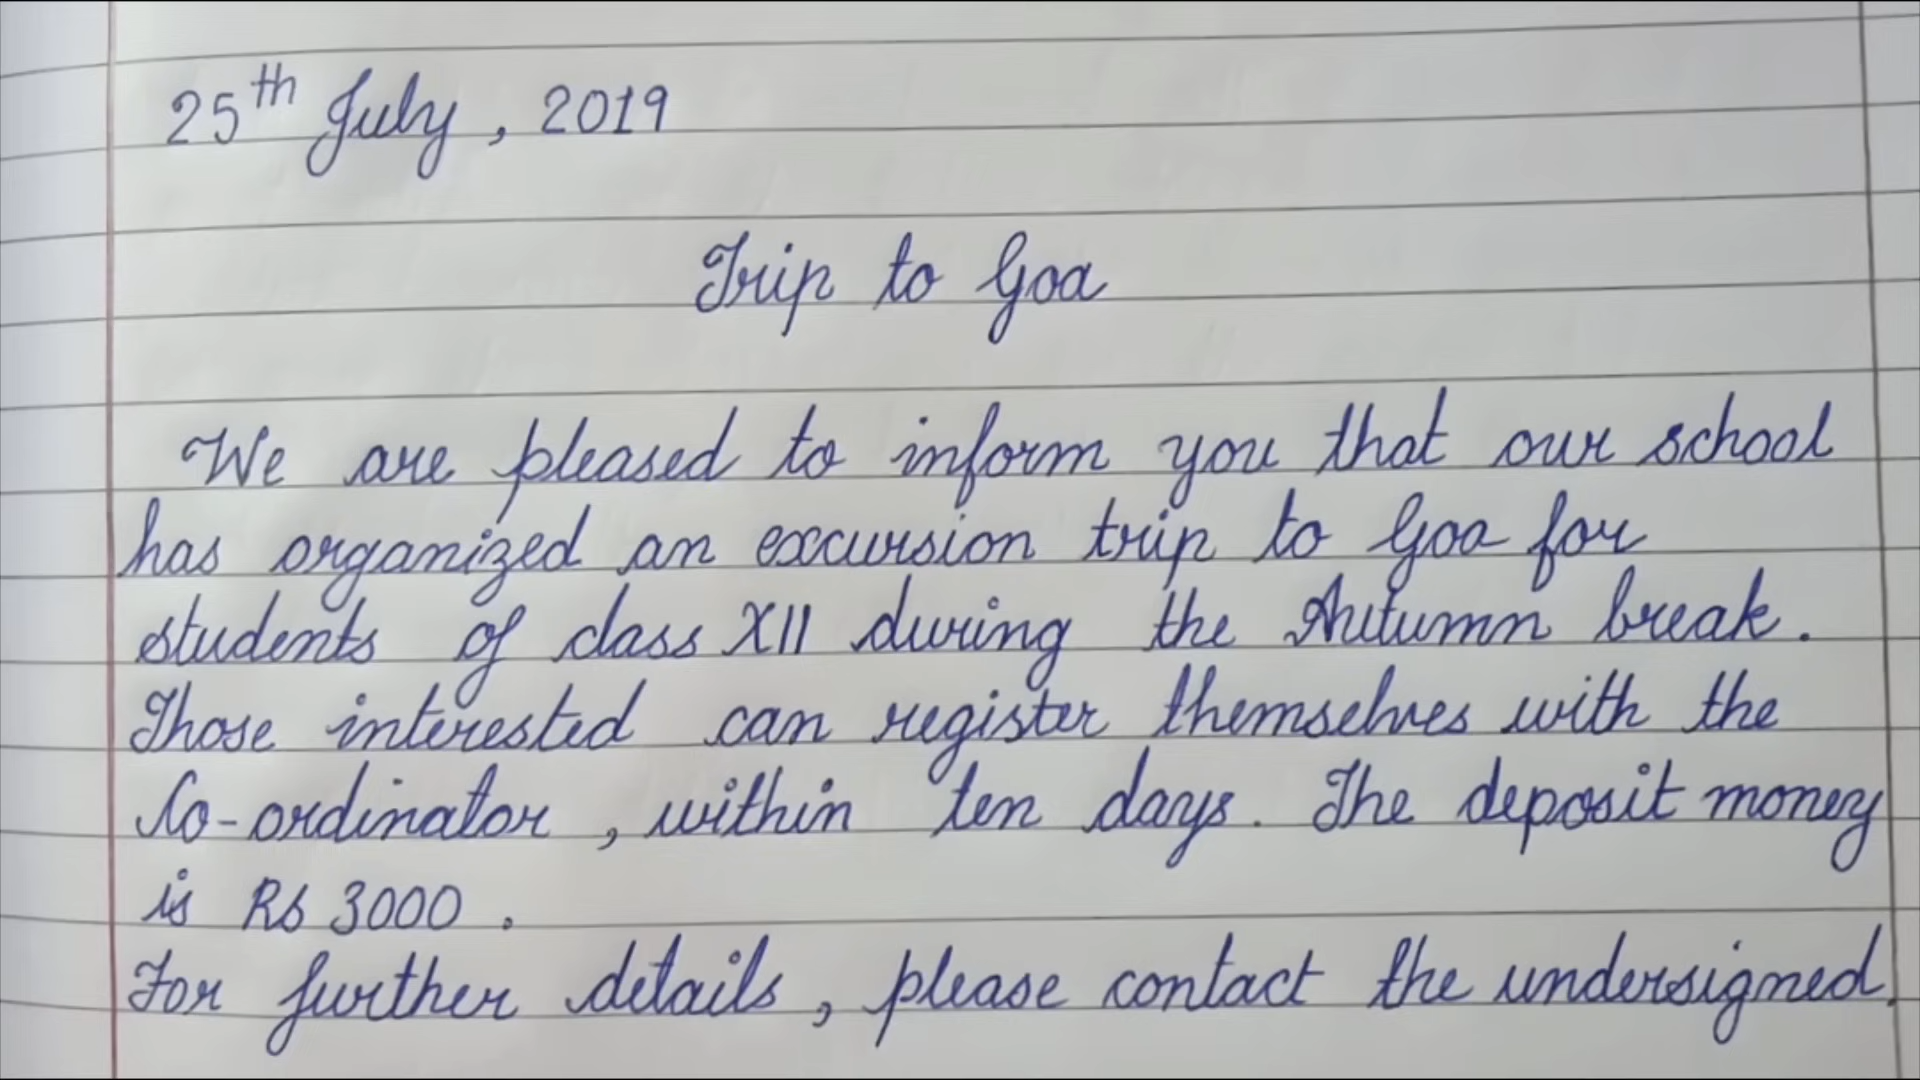 25th July, 2019
Trip to Goa
We are pleased to inform you that our school
has organized an excursion trip to Goa for
students of class XII during the Autumn break.
Those interested can register themselves with the
Co-ordinator, within ten days. The deposit money
is Rs 3000.
For further details, please contact the undersigned.